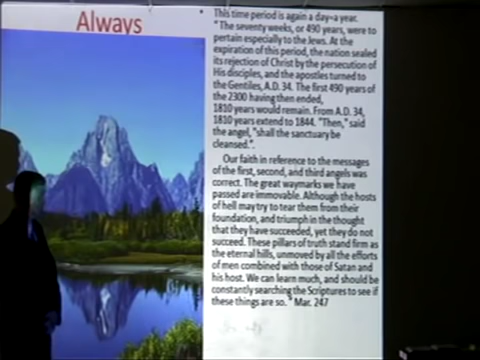 Always
• This time period is again a day=a year.
" The seventy weeks, or 490 years, were to
pertain especially to the Jews. At the
expiration of this period, the nation sealed
its rejection of Christ by the persecution of
His disciples, and the apostles turned to
the Gentiles, A.D. 34. The first 490 years of
the 2300 having then ended,
1810 years would remain. From A.D. 34,
1810 years extend to 1844. "Then," said
the angel, "shall the sanctuary be
cleansed.".
Our faith in reference to the messages
of the first, second, and third angels was
correct. The great waymarks we have
passed are immovable. Although the hosts
of hell may try to tear them from their
foundation, and triumph in the thought
that they have succeeded, yet they do not
succeed. These pillars of truth stand firm as
the eternal hills, unmoved by all the efforts
of men combined with those of Satan and
his host. We can learn much, and should be
constantly searching the Scriptures to see if
these things are so. " Mar. 247